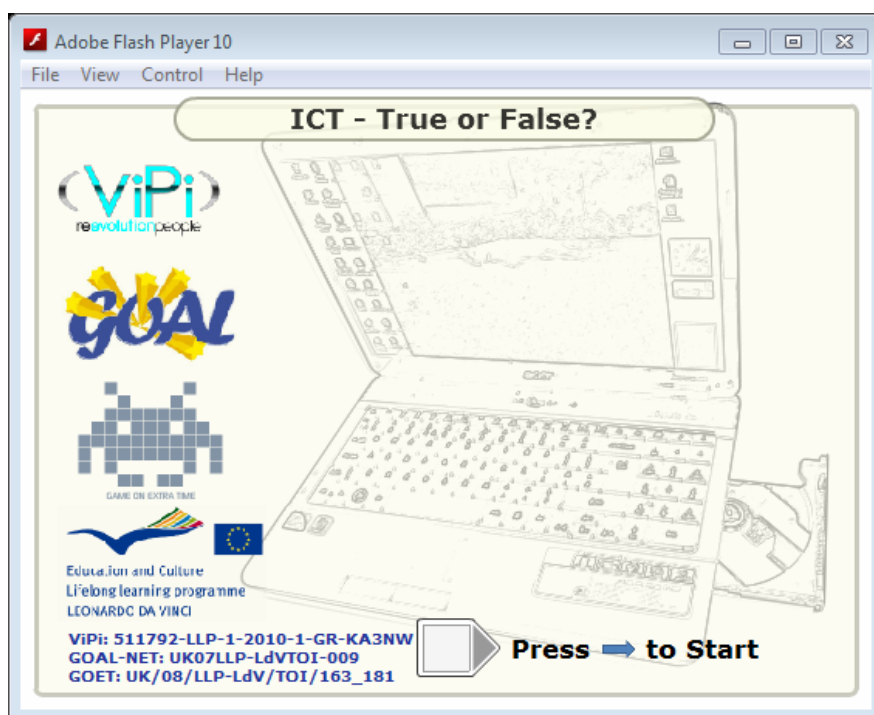 Adobe Flash Player 10
File View Control Help
ICT - True or False?
(ViPi)
reevolutionpeople
GOAL
GAME ON EXTRA TIME
Education and Culture
Lifelong learning programme
LEONARDO DA VINCI
ViPi: 511792-LLP-1-2010-1-GR-KA3NW
GOAL-NET: UK07LLP-LdVTOI-009
GOET: UK/08/LLP-LdV/TOI/163_181
Press to Start
acer